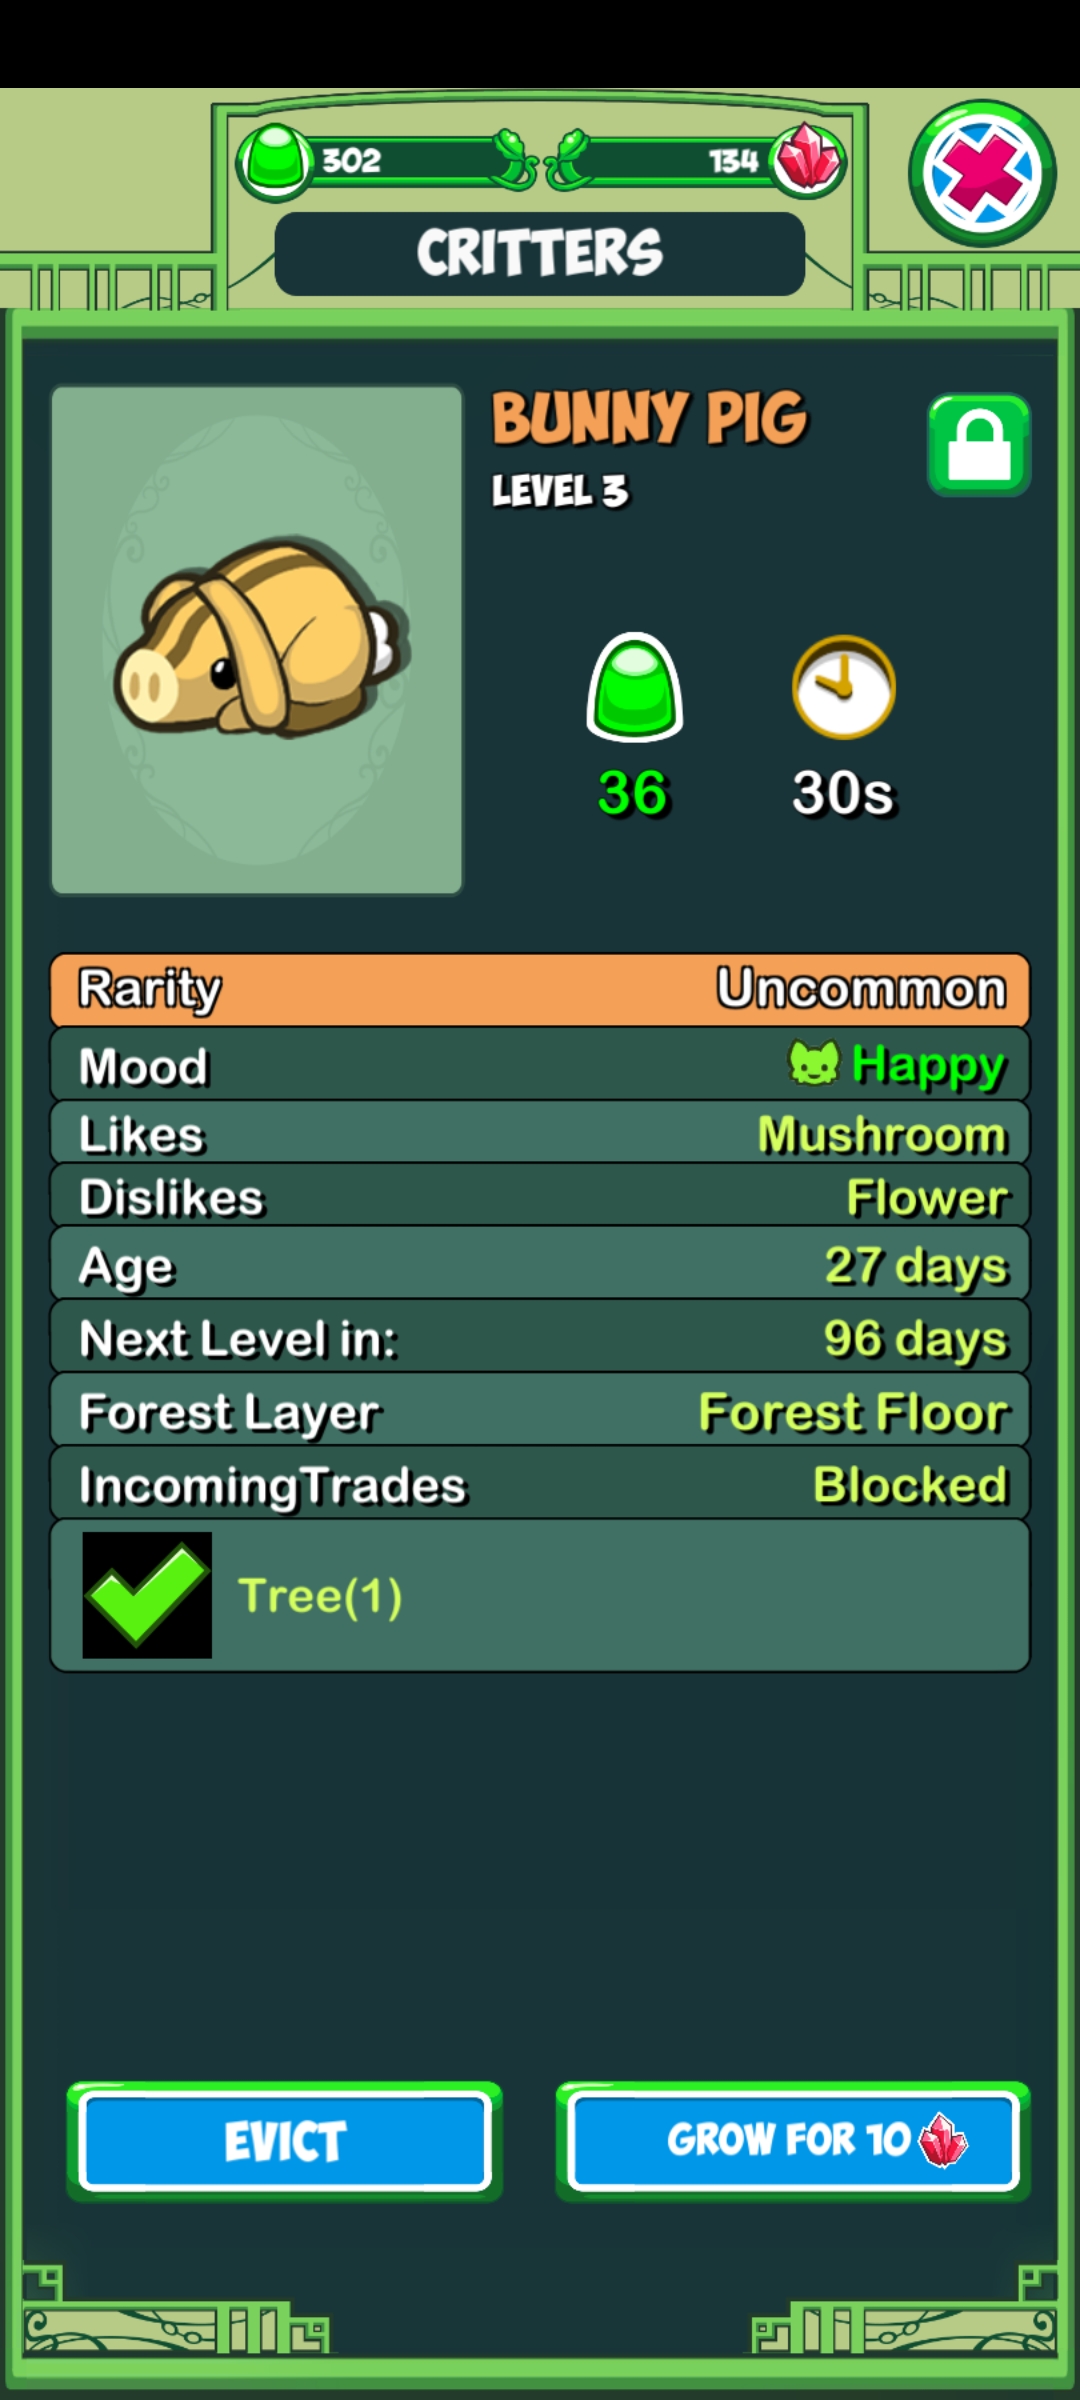 302
134
CRITTERS
BUNNY PIG
LEVEL 3
36
30s
Rarity Uncommon
Mood Happy
Likes Mushroom
Dislikes Flower
Age 27 days
Next Level in: 96 days
Forest Layer Forest Floor
IncomingTrades Blocked
Tree(1)
EVICT
GROW FOR 10